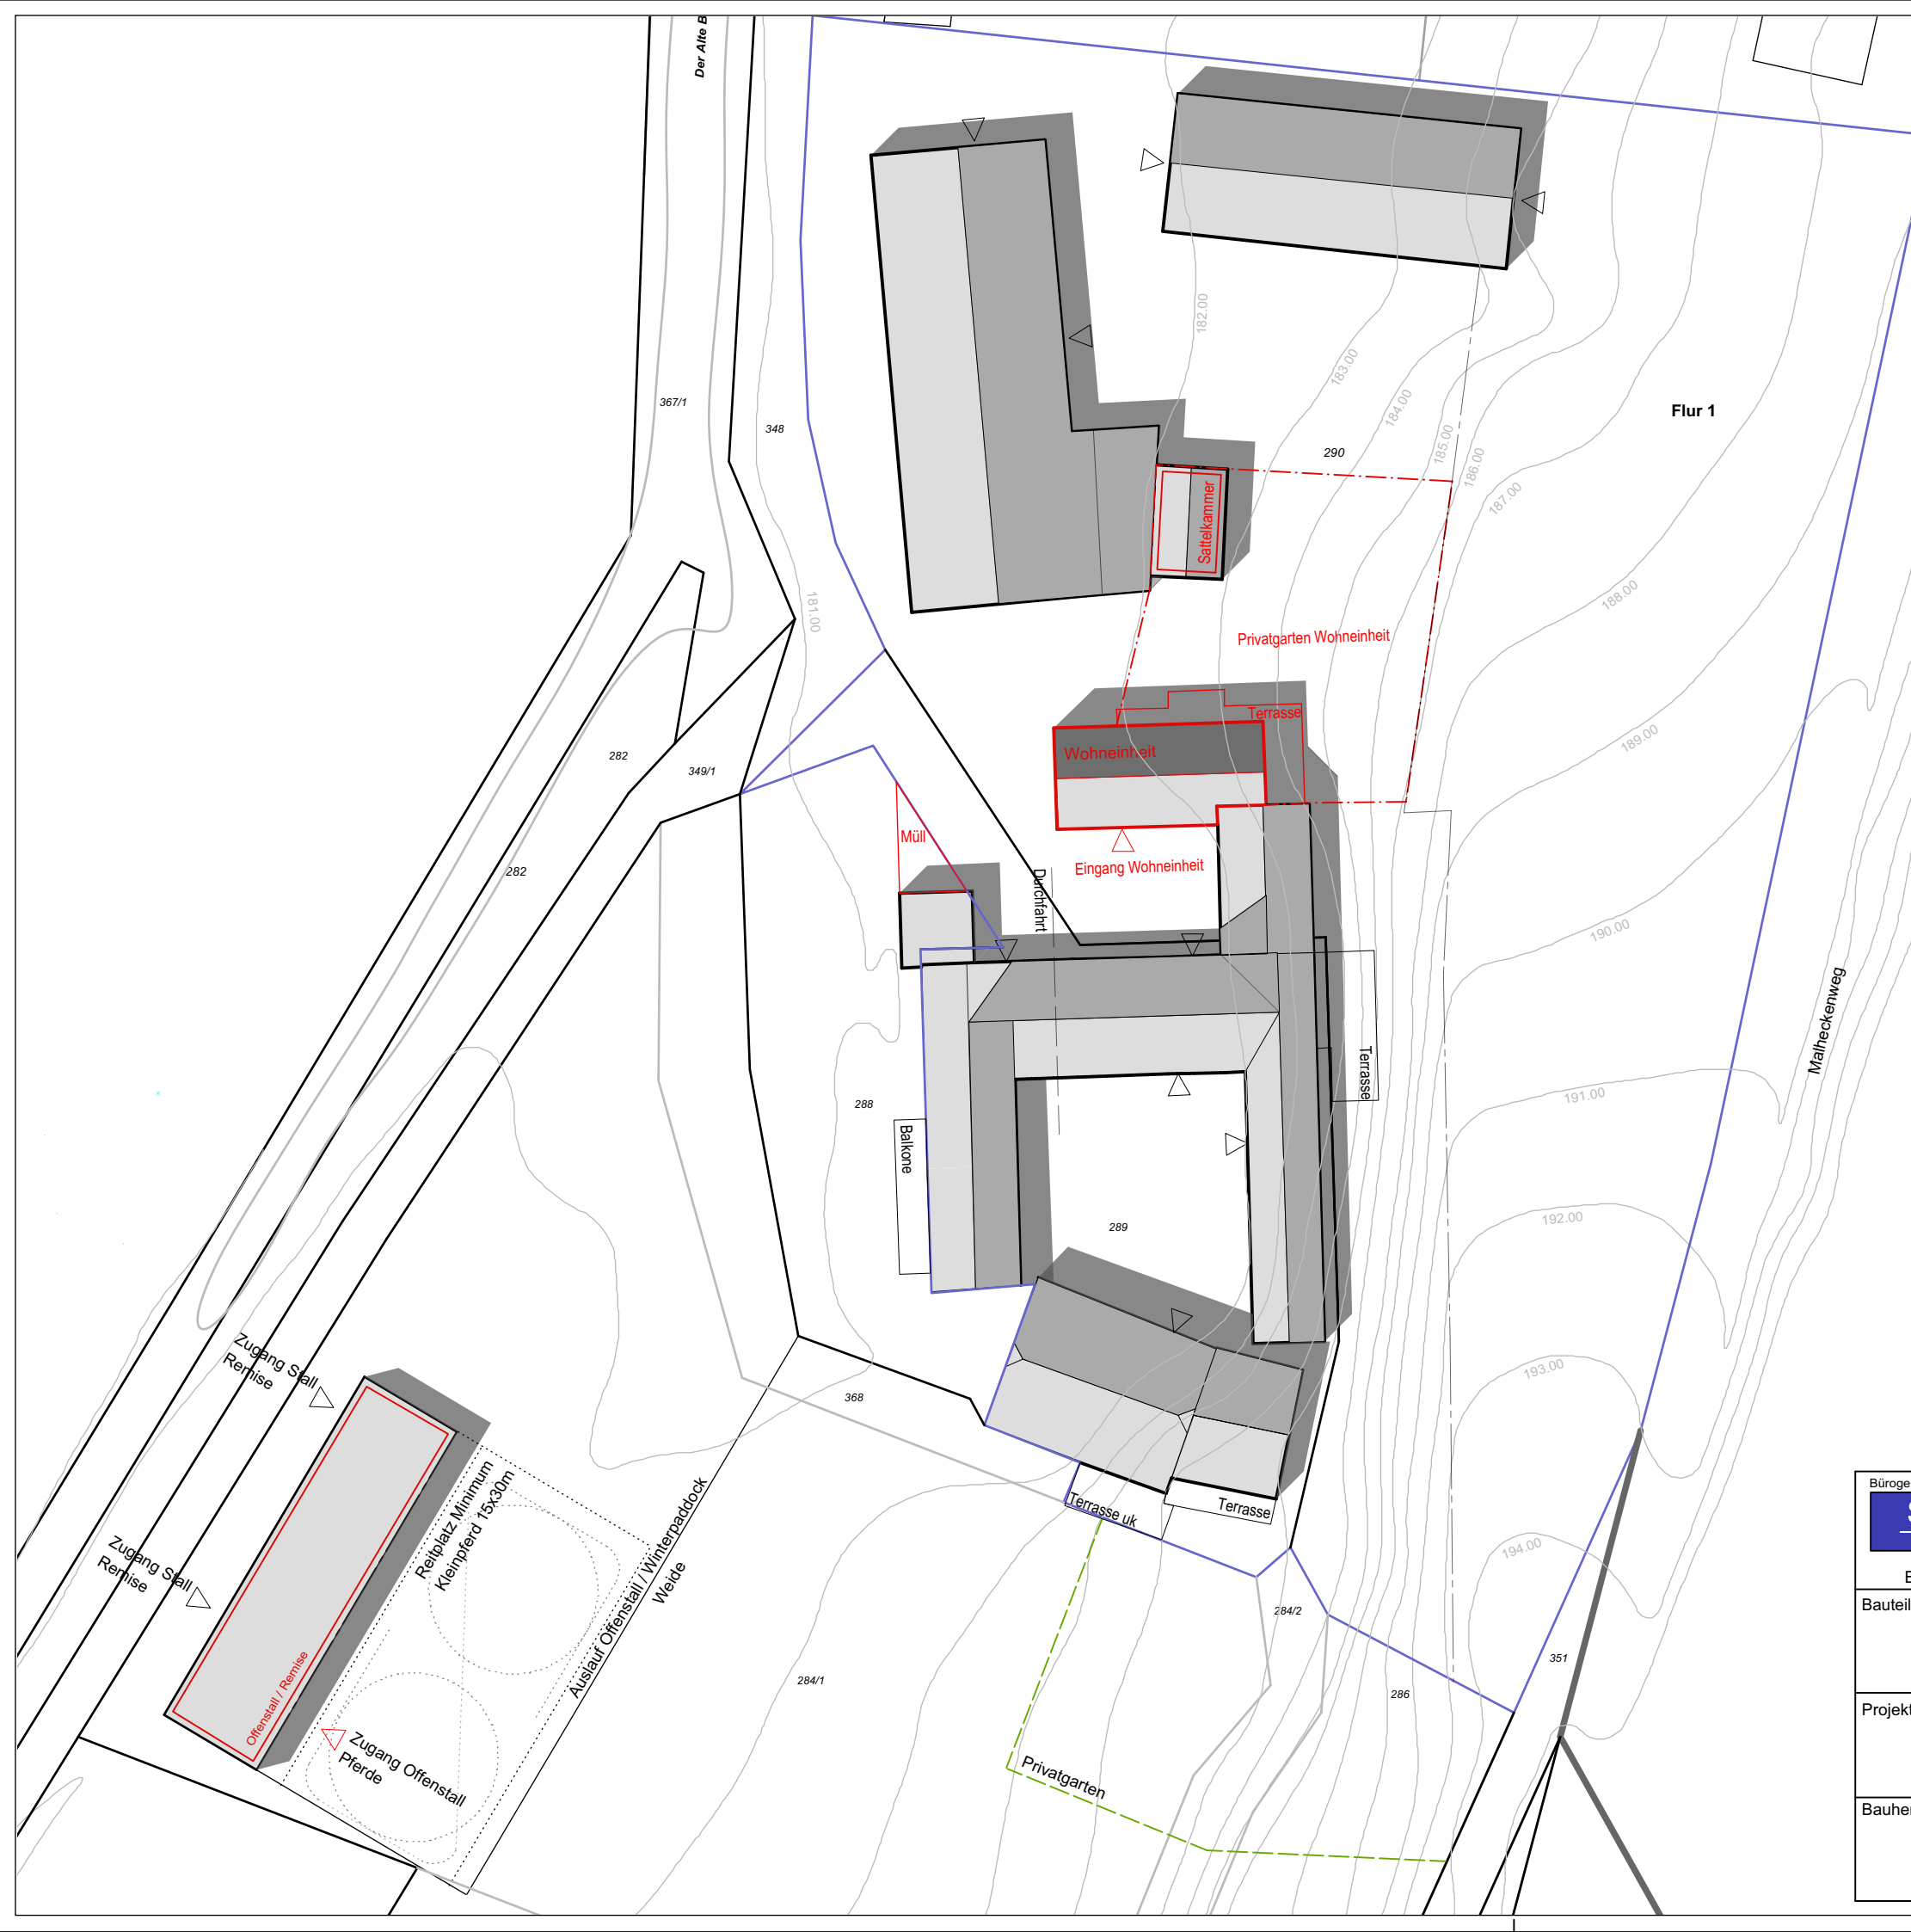 Der Alte B
182.00
183.00
184.00
185.00
186.00
187.00
Flur 1
367/1
348
290
Sattelkammer
181.00
188.00
Privatgarten Wohneinheit
Terrasse
Wohneinheit
189.00
282
349/1
Müll
Eingang Wohneinheit
282
Durchfahrt
190.00
Malheckenweg
Terrasse
191.00
288
Balkone
289
192.00
Zugang Stall
Remise
193.00
368
Reitplatz Minimum
Kleinpferd 15x30m
Auslauf Offenstall / Winterpaddock
Weide
Terrasse uk
Terrasse
Büroge
S
E
194.00
Zugang Stall
Remise
284/2
Bauteil
351
284/1
286
Offenstall / Remise
Projekt
Zugang Offenstall
Pferde
Privatgarten
Bauher